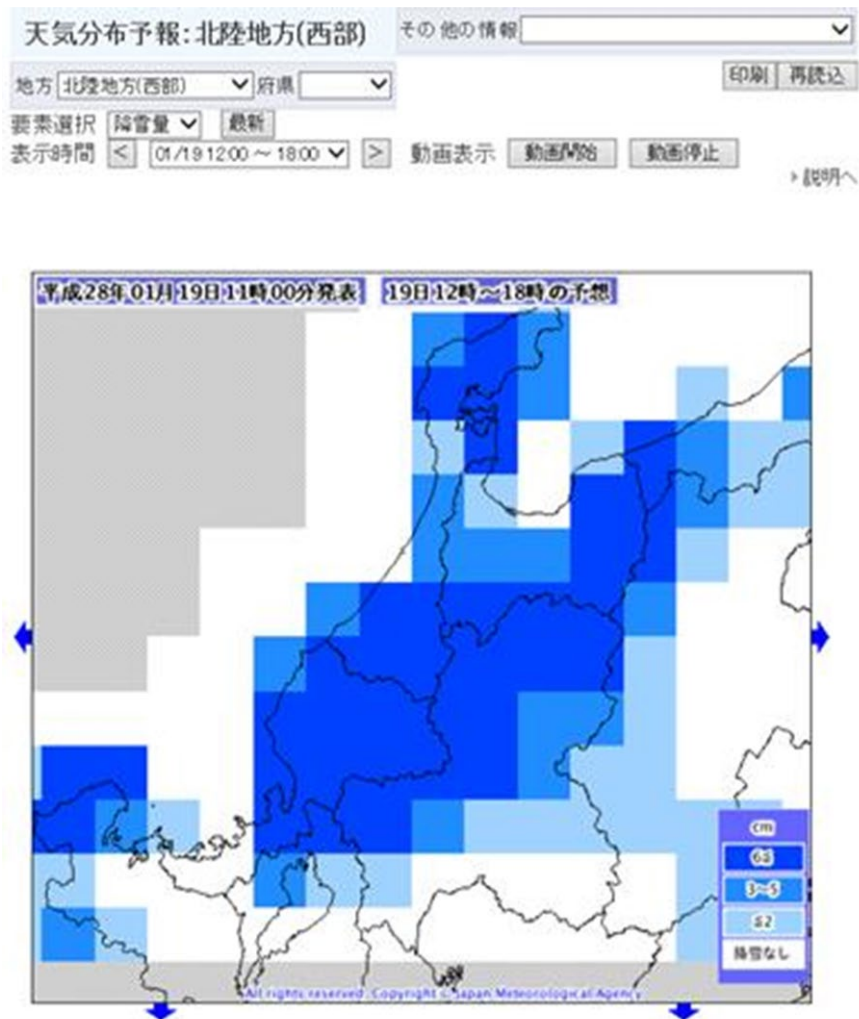 天気分布予報:北陸地方(西部)
その他の情報
地方 北陸地方(西部) 府県
印刷 再読込
要素選択 降雪量 最新
表示時間 < 01/19 12:00 ～ 18:00 > 動画表示 動画開始 動画停止
説明へ
平成28年01月19日11時00分発表 19日12時～18時の予想
cm
6≦
3~5
≦2
降雪なし
All rights reserved. Copyright © Japan Meteorological Agency